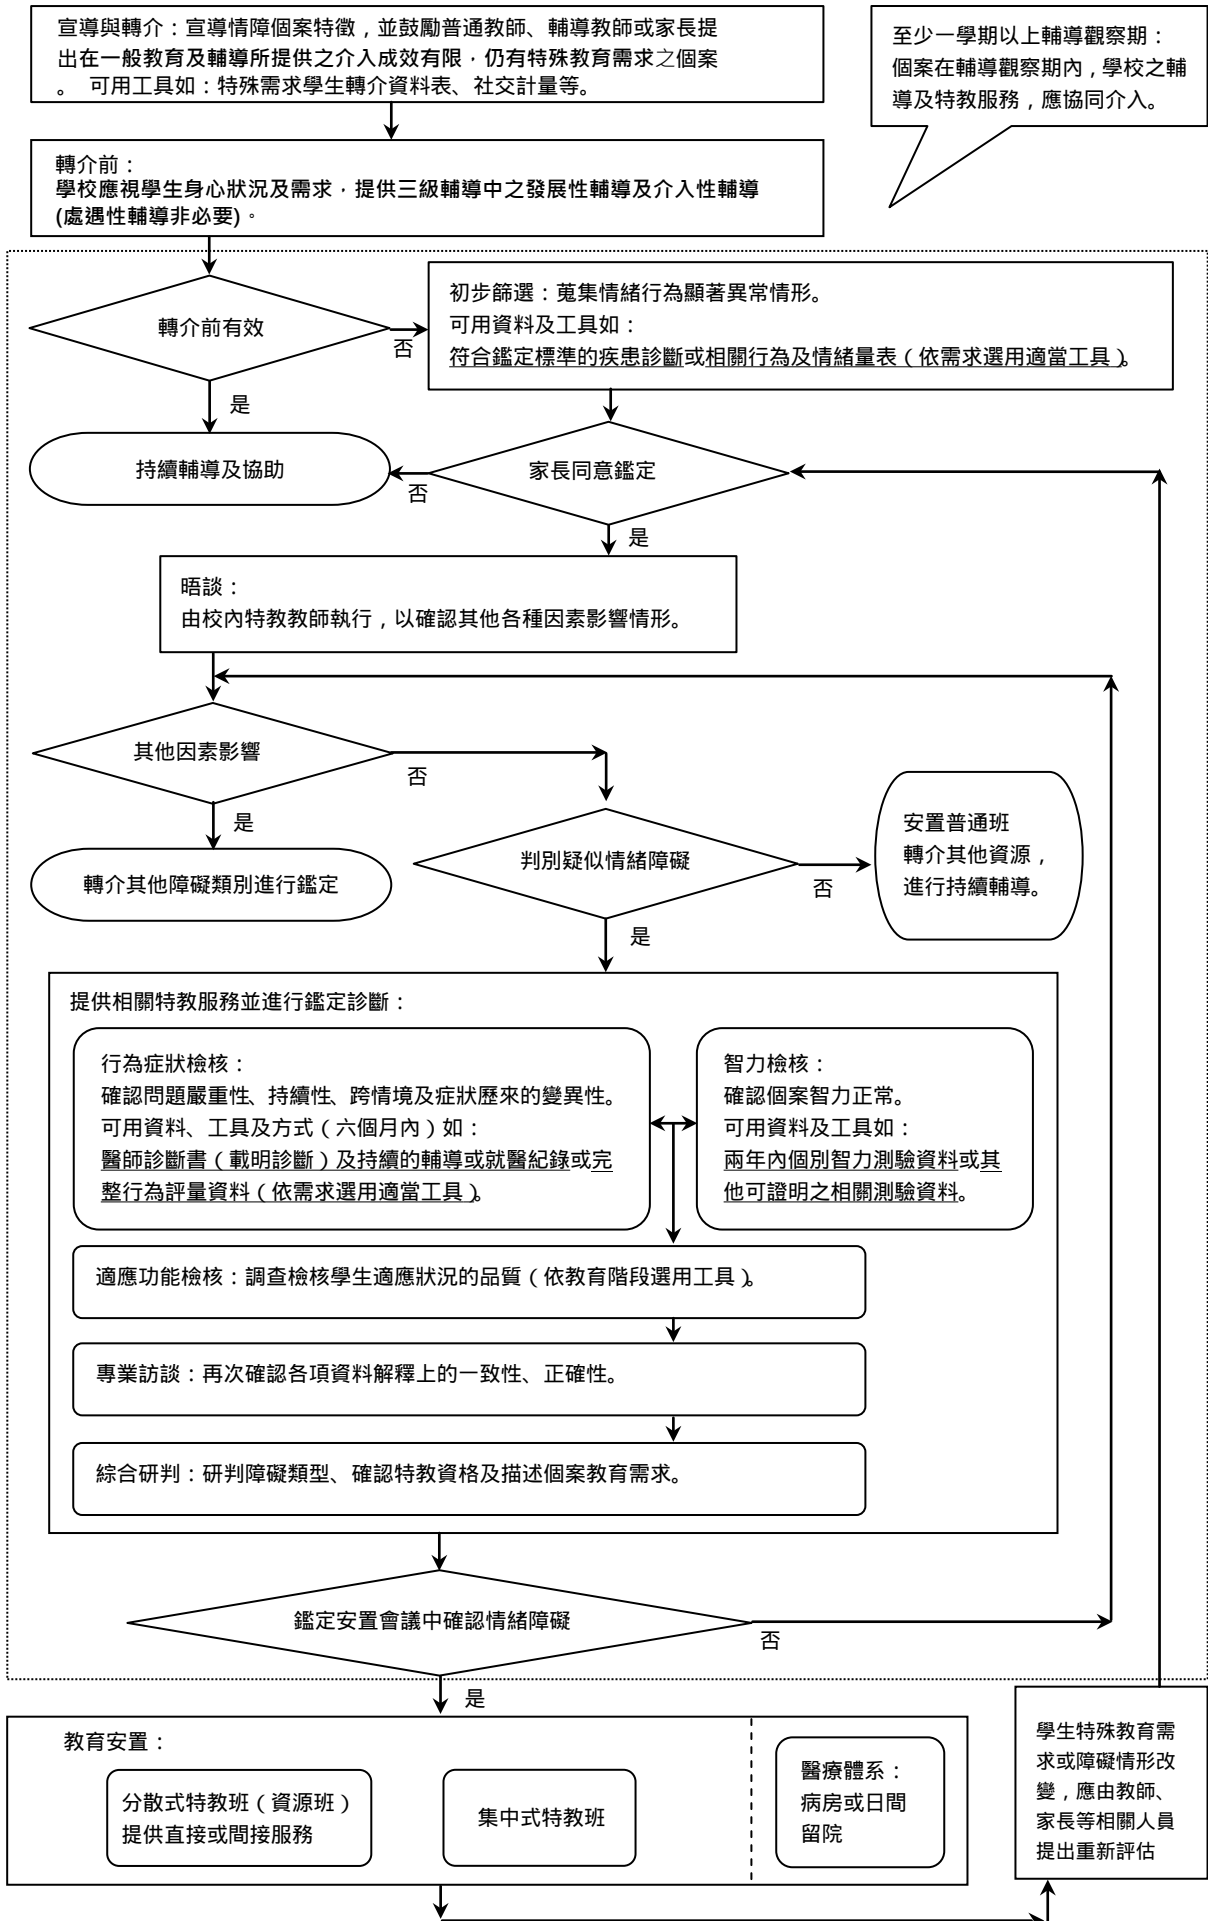 宣導與轉介：宣導情障個案特徵，並鼓勵普通教師、輔導教師或家長提
出在一般教育及輔導所提供之介入成效有限，仍有特殊教育需求之個案
。 可用工具如：特殊需求學生轉介資料表、社交計量等。
至少一學期以上輔導觀察期：
個案在輔導觀察期內，學校之輔
導及特教服務，應協同介入。
轉介前：
學校應視學生身心狀況及需求，提供三級輔導中之發展性輔導及介入性輔導
(處遇性輔導非必要)。
轉介前有效
否
是
初步篩選：蒐集情緒行為顯著異常情形。
可用資料及工具如：
符合鑑定標準的疾患診斷或相關行為及情緒量表（依需求選用適當工具）。
持續輔導及協助
否
家長同意鑑定
是
晤談：
由校內特教教師執行，以確認其他各種因素影響情形。
其他因素影響
否
是
轉介其他障礙類別進行鑑定
判別疑似情緒障礙
否
是
安置普通班
轉介其他資源，
進行持續輔導。
提供相關特教服務並進行鑑定診斷：
行為症狀檢核：
確認問題嚴重性、持續性、跨情境及症狀歷來的變異性。
可用資料、工具及方式（六個月內）如：
醫師診斷書（載明診斷）及持續的輔導或就醫紀錄或完
整行為評量資料（依需求選用適當工具）。
智力檢核：
確認個案智力正常。
可用資料及工具如：
兩年內個別智力測驗資料或其
他可證明之相關測驗資料。
適應功能檢核：調查檢核學生適應狀況的品質（依教育階段選用工具）。
專業訪談：再次確認各項資料解釋上的一致性、正確性。
綜合研判：研判障礙類型、確認特教資格及描述個案教育需求。
鑑定安置會議中確認情緒障礙
否
是
教育安置：
分散式特教班（資源班）
提供直接或間接服務
集中式特教班
醫療體系：
病房或日間
留院
學生特殊教育需
求或障礙情形改
變，應由教師、
家長等相關人員
提出重新評估